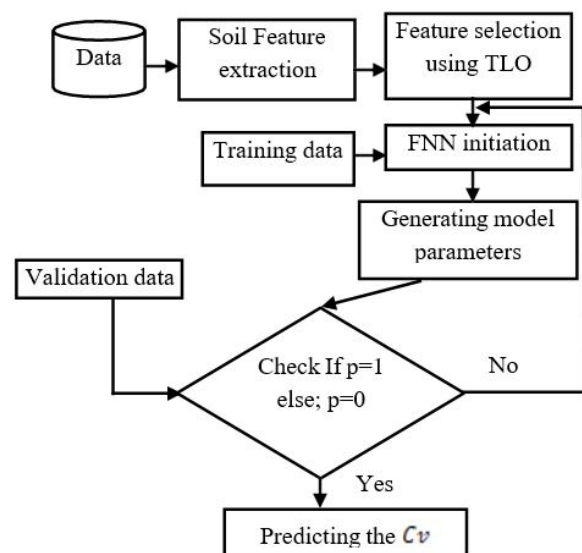 Data
Soil Feature
extraction
Feature selection
using TLO
Training data
FNN initiation
Generating model
parameters
Validation data
Check If p=1
else; p=0
No
Yes
Predicting the Cv